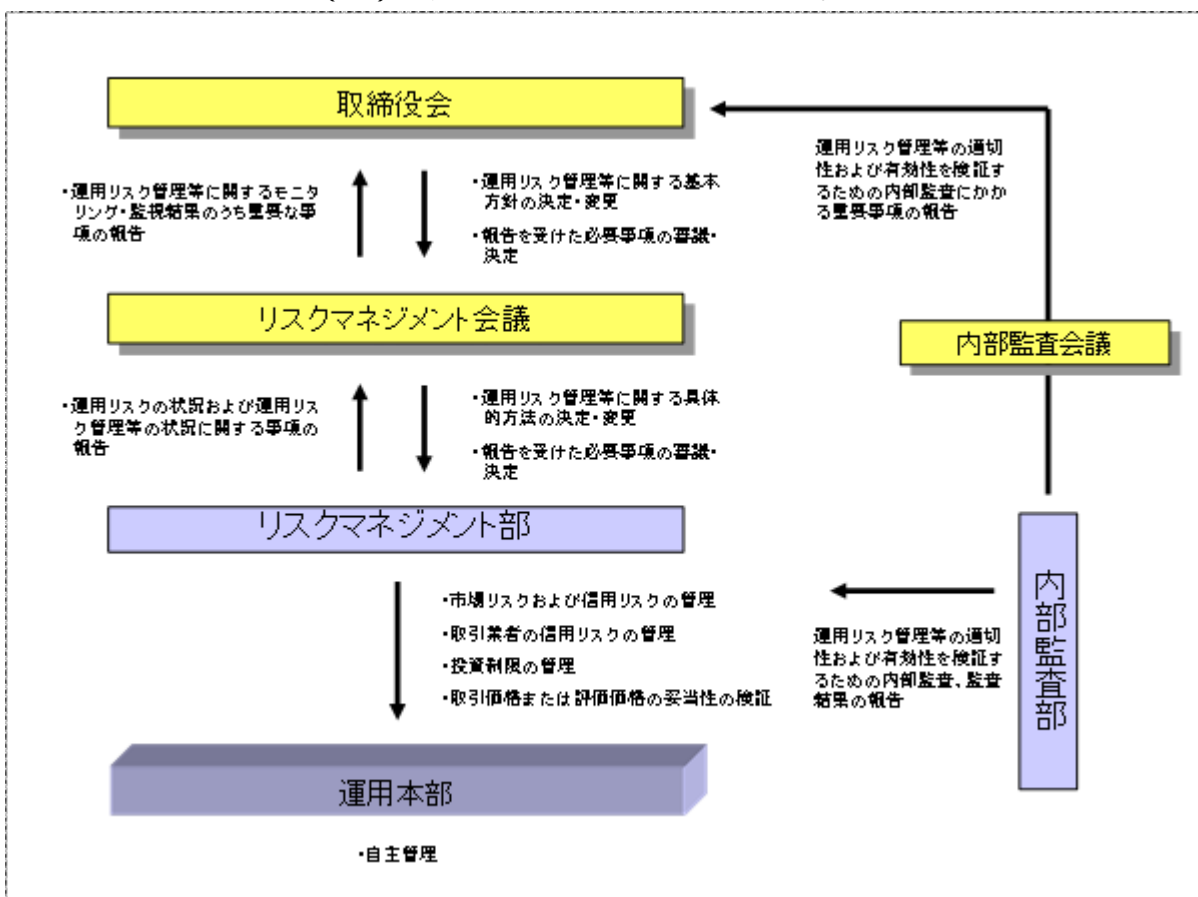 取締役会
・運用リスク管理等に関するモニ
タリング・監視結果のうち重要な事
項の報告
・運用リスク管理等に関する基本
方針の決定・変更
・報告を受けた必要事項の審議・
決定
運用リスク管理等の適切
性および有効性を検証す
るための内部監査にかか
る重要事項の報告
リスクマネジメント会議
内部監査会議
・運用リスクの状況および運用リス
ク管理等の状況に関する事項の
報告
・運用リスク管理等に関する具体
的方法の決定・変更
・報告を受けた必要事項の審議・
決定
リスクマネジメント部
内部監査部
・市場リスクおよび信用リスクの管理
・取引業者の信用リスクの管理
・投資制限の管理
・取引価格または評価価格の妥当性の検証
運用リスク管理等の適切
性および有効性を検証す
るための内部監査、監査
結果の報告
運用本部
・自主管理